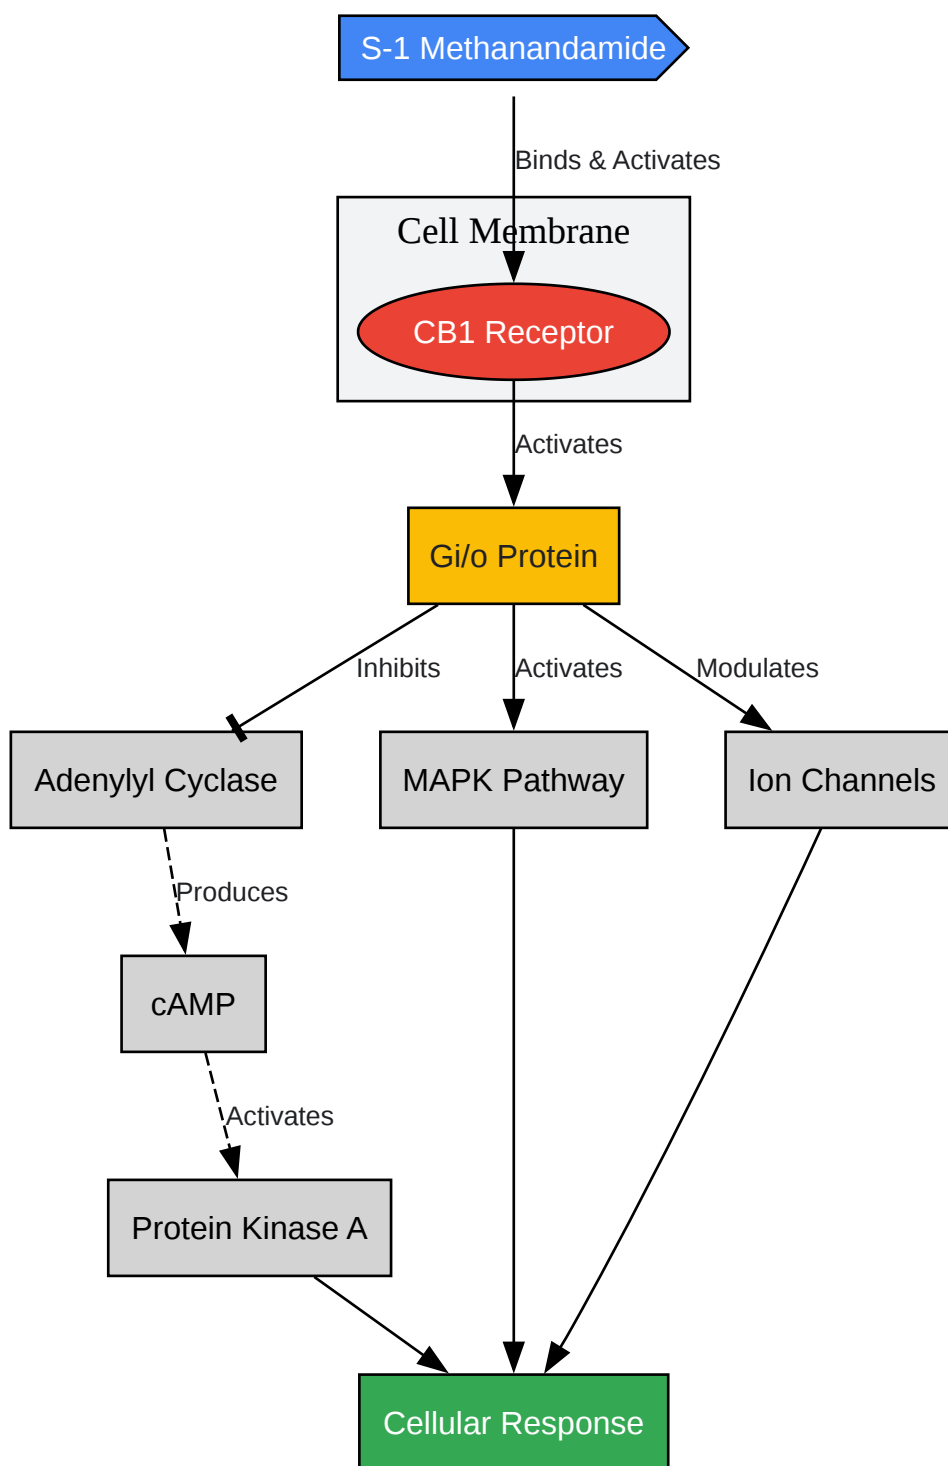 S-1 Methanandamide
Binds & Activates
Cell Membrane
CB1 Receptor
Activates
Gi/o Protein
Inhibits
Activates
Modulates
Adenylyl Cyclase
MAPK Pathway
Ion Channels
Produces
cAMP
Activates
Protein Kinase A
Cellular Response